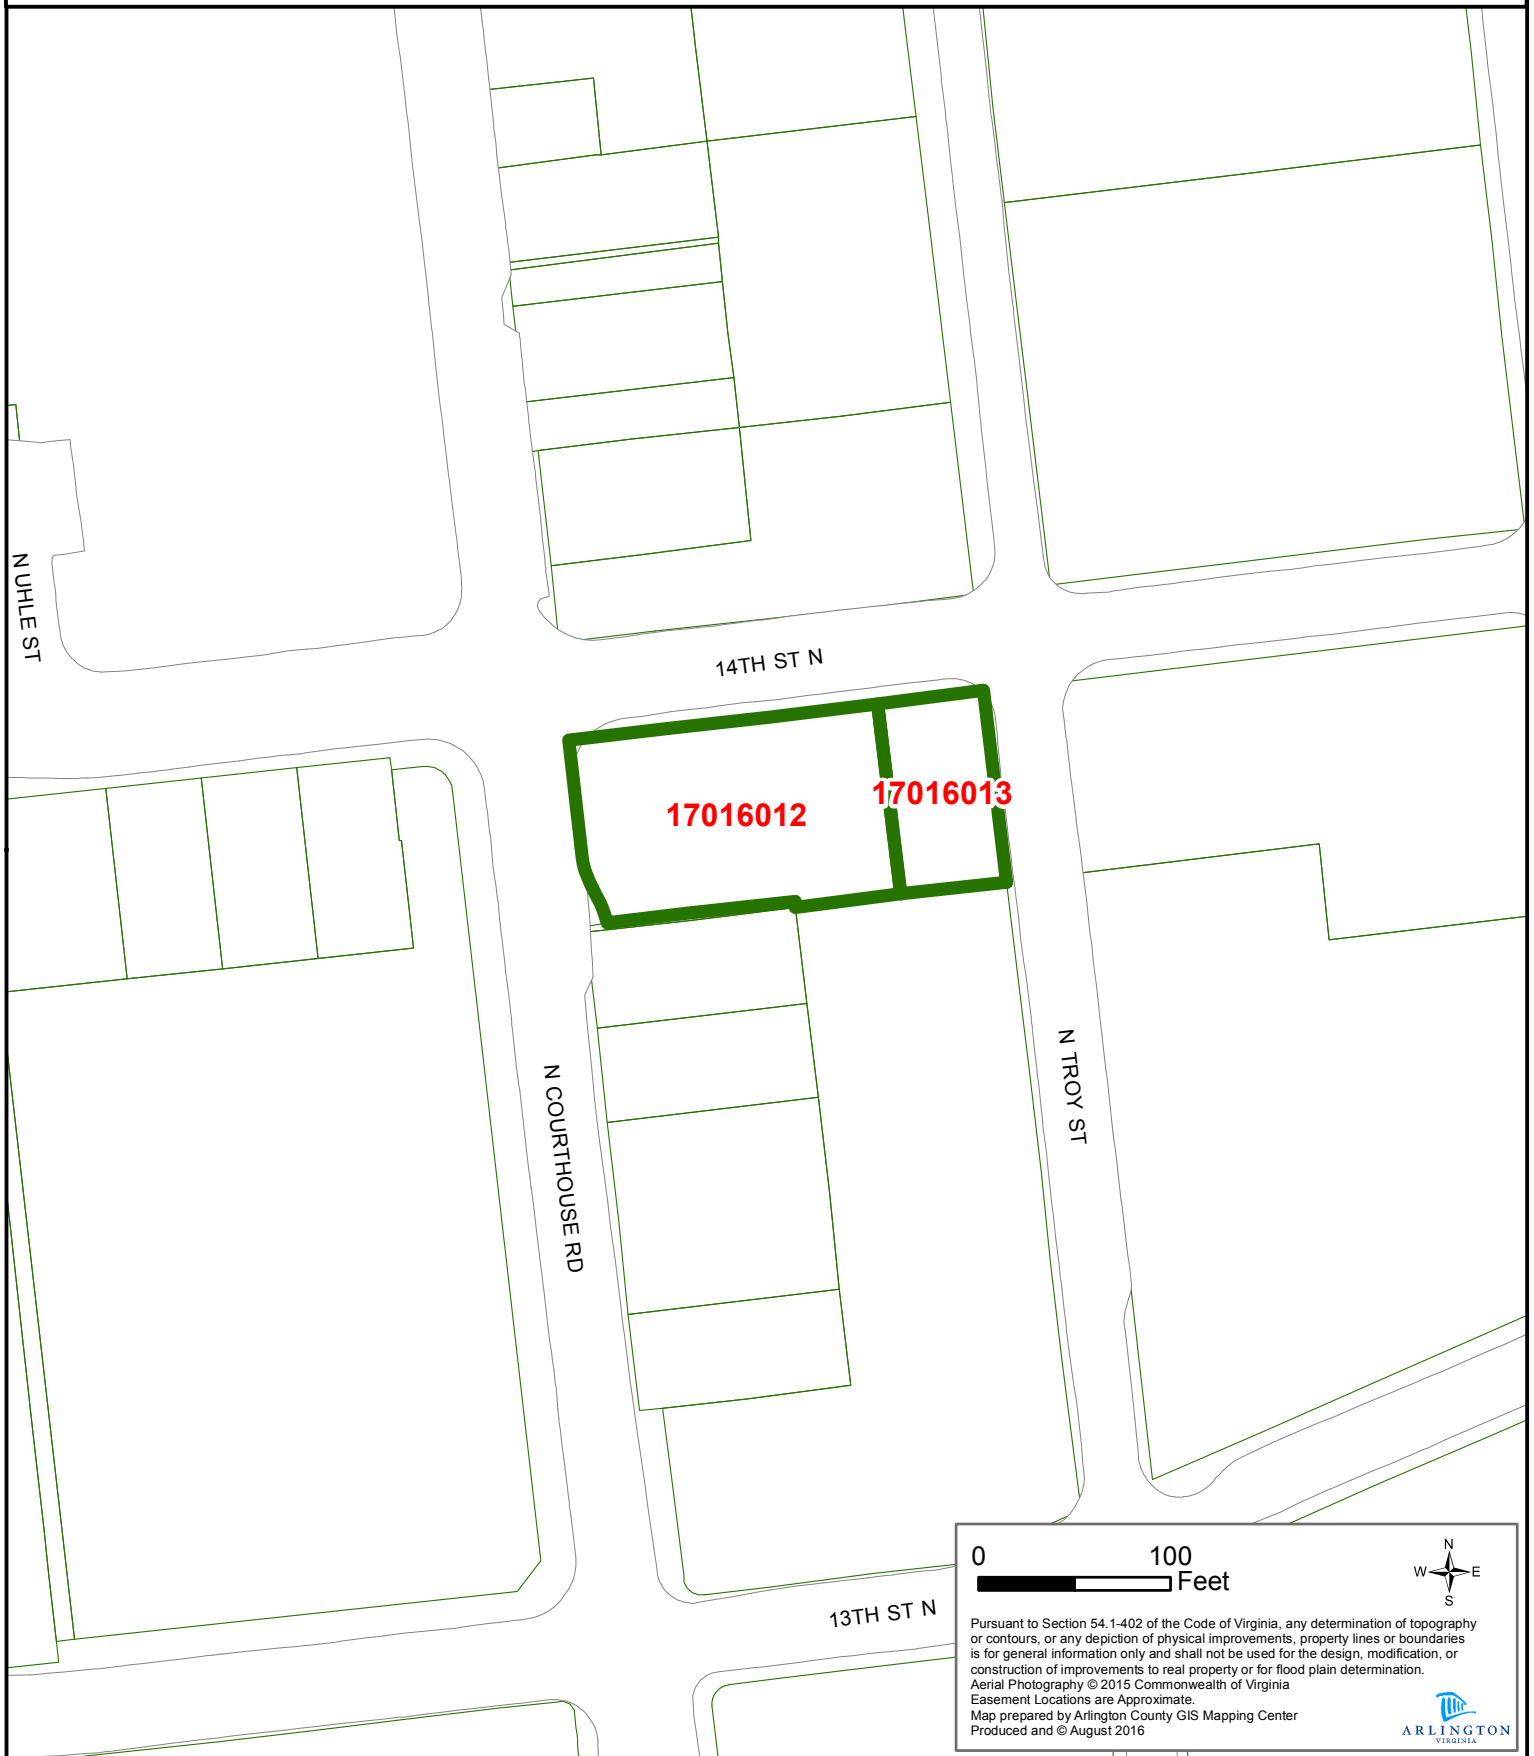 N UHLE ST
14TH ST N
17016013
17016012
N TROY ST
N COURTHOUSE RD
13TH ST N
0 100
Feet
N
W E
S
Pursuant to Section 54.1-402 of the Code of Virginia, any determination of topography
or contours, or any depiction of physical improvements, property lines or boundaries
is for general information only and shall not be used for the design, modification, or
construction of improvements to real property or for flood plain determination.
Aerial Photography © 2015 Commonwealth of Virginia
Easement Locations are Approximate.
Map prepared by Arlington County GIS Mapping Center
Produced and © August 2016
ARLINGTON
VIRGINIA